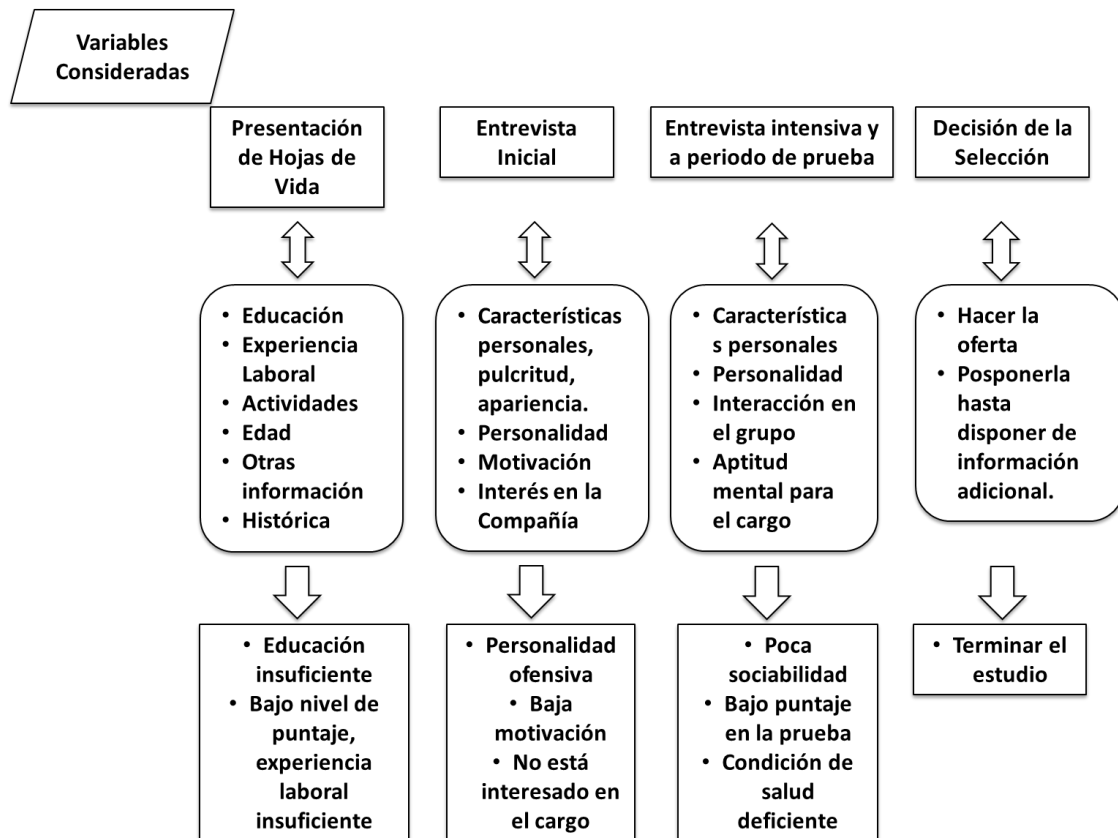 Variables
Consideradas
Presentación
de Hojas de
Vida
Entrevista
Inicial
Entrevista intensiva y
a periodo de prueba
Decisión de la
Selección
• Educación
• Experiencia
Laboral
• Actividades
• Edad
• Otras
información
• Histórica
• Características
personales,
pulcritud,
apariencia.
• Personalidad
• Motivación
• Interés en la
Compañía
• Característica
s personales
• Personalidad
• Interacción en
el grupo
• Aptitud
mental para
el cargo
• Hacer la
oferta
• Posponerla
hasta
disponer de
información
adicional.
• Educación
insuficiente
• Bajo nivel de
puntaje,
experiencia
laboral
insuficiente
• Personalidad
ofensiva
• Baja
motivación
• No está
interesado en
el cargo
• Poca
sociabilidad
• Bajo puntaje
en la prueba
• Condición de
salud
deficiente
• Terminar el
estudio